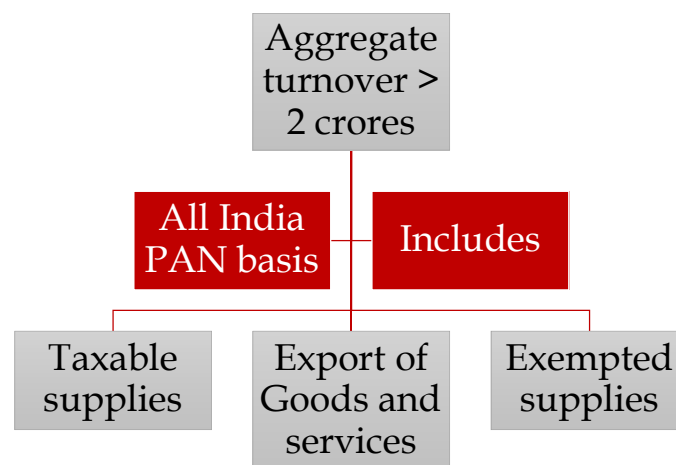 Aggregate
turnover >
2 crores
All India
PAN basis
Includes
Taxable
supplies
Export of
Goods and
services
Exempted
supplies